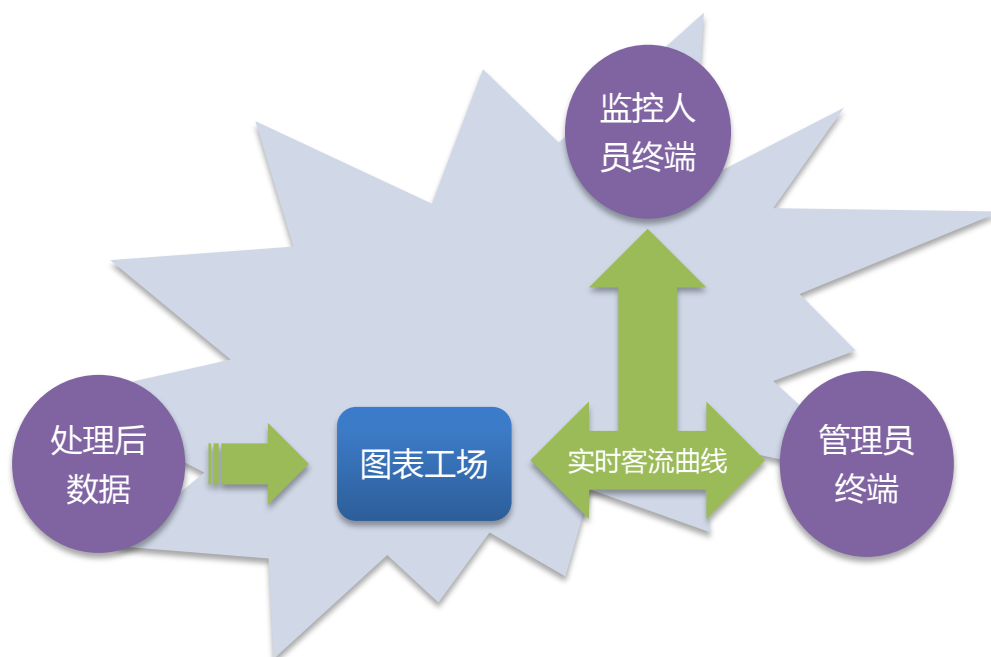 监控人
员终端
处理后
数据
图表工场
实时客流曲线
管理员
终端